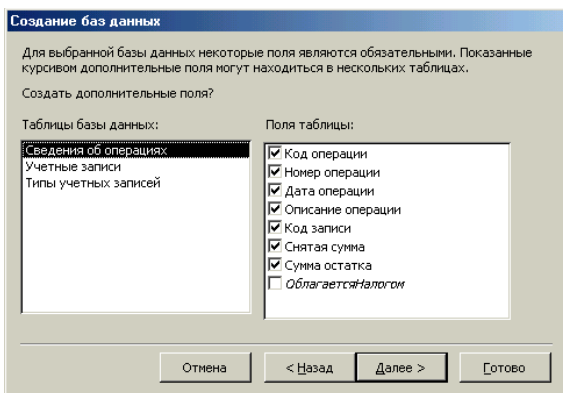 Создание баз данных
Для выбранной базы данных некоторые поля являются обязательными. Показанные
курсивом дополнительные поля могут находиться в нескольких таблицах.
Создать дополнительные поля?
Таблицы базы данных:
Сведения об операциях
Учетные записи
Типы учетных записей
Поля таблицы:
Код операции
Номер операции
Дата операции
Описание операции
Код записи
Снятая сумма
Сумма остатка
ОблагаетсяНалогом
Отмена
< Назад
Далее >
Готово